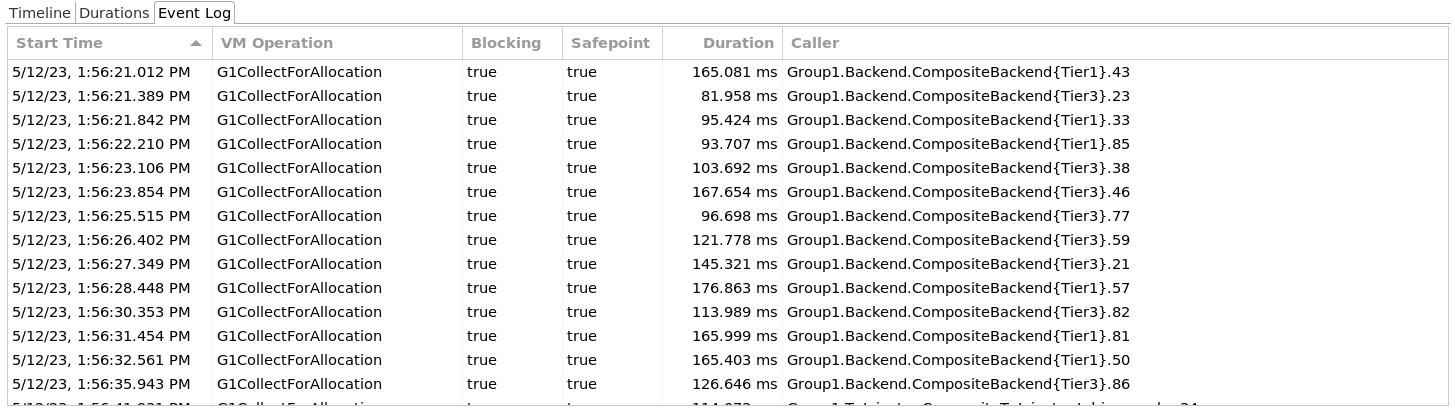 Timeline Durations Event Log
Start Time VM Operation Blocking Safepoint Duration Caller
5/12/23, 1:56:21.012 PM G1CollectForAllocation true true 165.081 ms Group1.Backend.CompositeBackend{Tier1}.43
5/12/23, 1:56:21.389 PM G1CollectForAllocation true true 81.958 ms Group1.Backend.CompositeBackend{Tier3}.23
5/12/23, 1:56:21.842 PM G1CollectForAllocation true true 95.424 ms Group1.Backend.CompositeBackend{Tier1}.33
5/12/23, 1:56:22.210 PM G1CollectForAllocation true true 93.707 ms Group1.Backend.CompositeBackend{Tier1}.85
5/12/23, 1:56:23.106 PM G1CollectForAllocation true true 103.692 ms Group1.Backend.CompositeBackend{Tier3}.38
5/12/23, 1:56:23.854 PM G1CollectForAllocation true true 167.654 ms Group1.Backend.CompositeBackend{Tier3}.46
5/12/23, 1:56:25.515 PM G1CollectForAllocation true true 96.698 ms Group1.Backend.CompositeBackend{Tier3}.77
5/12/23, 1:56:26.402 PM G1CollectForAllocation true true 121.778 ms Group1.Backend.CompositeBackend{Tier3}.59
5/12/23, 1:56:27.349 PM G1CollectForAllocation true true 145.321 ms Group1.Backend.CompositeBackend{Tier3}.21
5/12/23, 1:56:28.448 PM G1CollectForAllocation true true 176.863 ms Group1.Backend.CompositeBackend{Tier1}.57
5/12/23, 1:56:30.353 PM G1CollectForAllocation true true 113.989 ms Group1.Backend.CompositeBackend{Tier3}.82
5/12/23, 1:56:31.454 PM G1CollectForAllocation true true 165.999 ms Group1.Backend.CompositeBackend{Tier1}.81
5/12/23, 1:56:32.561 PM G1CollectForAllocation true true 165.403 ms Group1.Backend.CompositeBackend{Tier1}.50
5/12/23, 1:56:35.943 PM G1CollectForAllocation true true 126.646 ms Group1.Backend.CompositeBackend{Tier3}.86